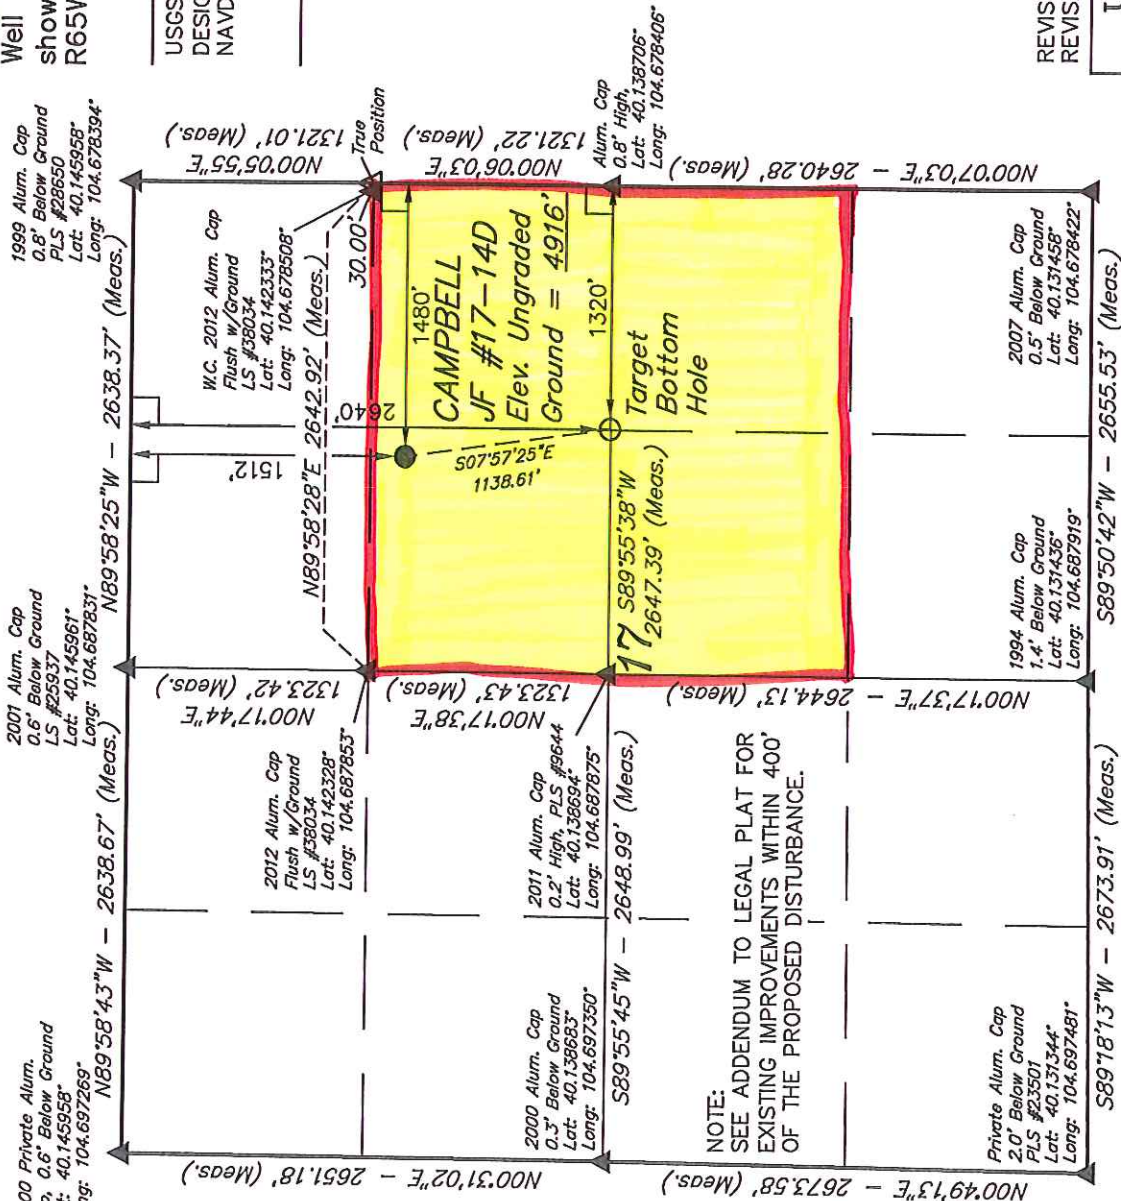 Well
show
R65W
USGS
DESIG
NAVD
REVIS
REVIS
1999 Alum. Cap
0.8' Below Ground
PLS #28650
Lat: 40.145958°
Long: 104.678394°
2001 Alum. Cap
0.6' Below Ground
LS #25937
Lat: 40.145961°
Long: 104.687831°
00 Private Alum.
0.6' Below Ground
40.145958°
104.697269°
N89°58'43"W - 2638.67' (Meas.)
N89°58'25"W - 2638.37' (Meas.)
N00°05'55"E
1321.01' (Meas.)
True
Position
W.C. 2012 Alum. Cap
Flush w/Ground
LS #38034
Lat: 40.142333°
Long: 104.678508°
30.00'
N89°58'28"E 2642.92' (Meas.)
1512'
2640'
N00°17'44"E
1323.42' (Meas.)
2012 Alum. Cap
Flush w/Ground
LS #38034
Lat: 40.142328°
Long: 104.687853°
1480'
CAMPBELL
JF #17-14D
Elev. Ungraded
Ground = 4916'
N00°06'03"E
1321.22' (Meas.)
S07°57'25"E
1138.61'
1320'
Target
Bottom
Hole
Alum. Cap
0.8' High,
Lat: 40.138706°
Long: 104.678406°
N00°17'38"E
1323.43' (Meas.)
2011 Alum. Cap
0.2' High, PLS #9644
Lat: 40.138694°
Long: 104.687875°
17
S89°55'38"W
2647.39' (Meas.)
N00°31'02"E - 2651.18' (Meas.)
2000 Alum. Cap
0.3' Below Ground
Lat: 40.138683°
Long: 104.697350°
S89°55'45"W - 2648.99' (Meas.)
N00°07'03"E - 2640.28' (Meas.)
N00°17'37"E - 2644.13' (Meas.)
NOTE:
SEE ADDENDUM TO LEGAL PLAT FOR
EXISTING IMPROVEMENTS WITHIN 400'
OF THE PROPOSED DISTURBANCE.
2007 Alum. Cap
0.5' Below Ground
Lat: 40.131458°
Long: 104.678422°
1994 Alum. Cap
1.4' Below Ground
Lat: 40.131436°
Long: 104.687919°
Private Alum. Cap
2.0' Below Ground
PLS #23501
Lat: 40.131344°
Long: 104.697481°
N00°49'13"E - 2673.58' (Meas.)
S89°18'13"W - 2673.91' (Meas.)
S89°50'42"W - 2655.53' (Meas.)